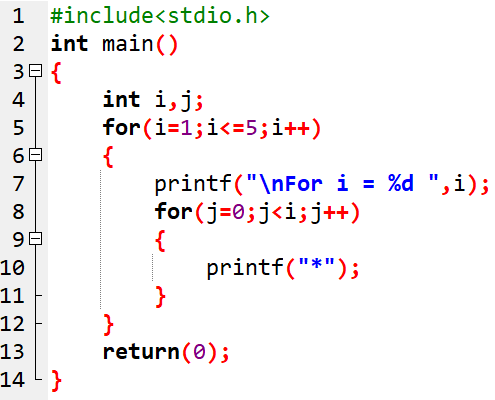 1 #include<stdio.h>
2 int main()
3 {
4     int i,j;
5     for(i=1;i<=5;i++)
6     {
7         printf("\nFor i = %d ",i);
8         for(j=0;j<i;j++)
9         {
10             printf("*");
11         }
12     }
13     return(0);
14 }